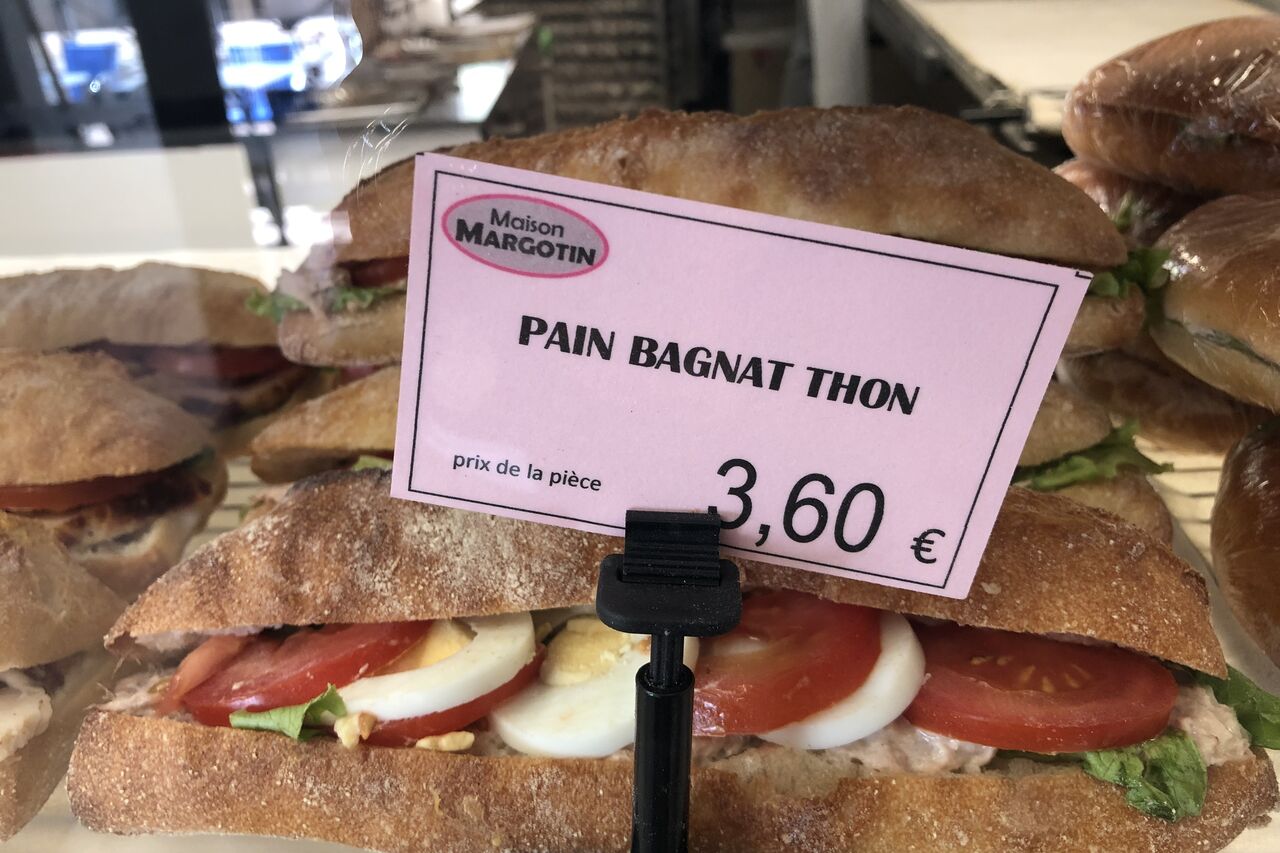 Maison
MARGOTIN
PAIN BAGNAT THON
prix de la pièce
3,60 €